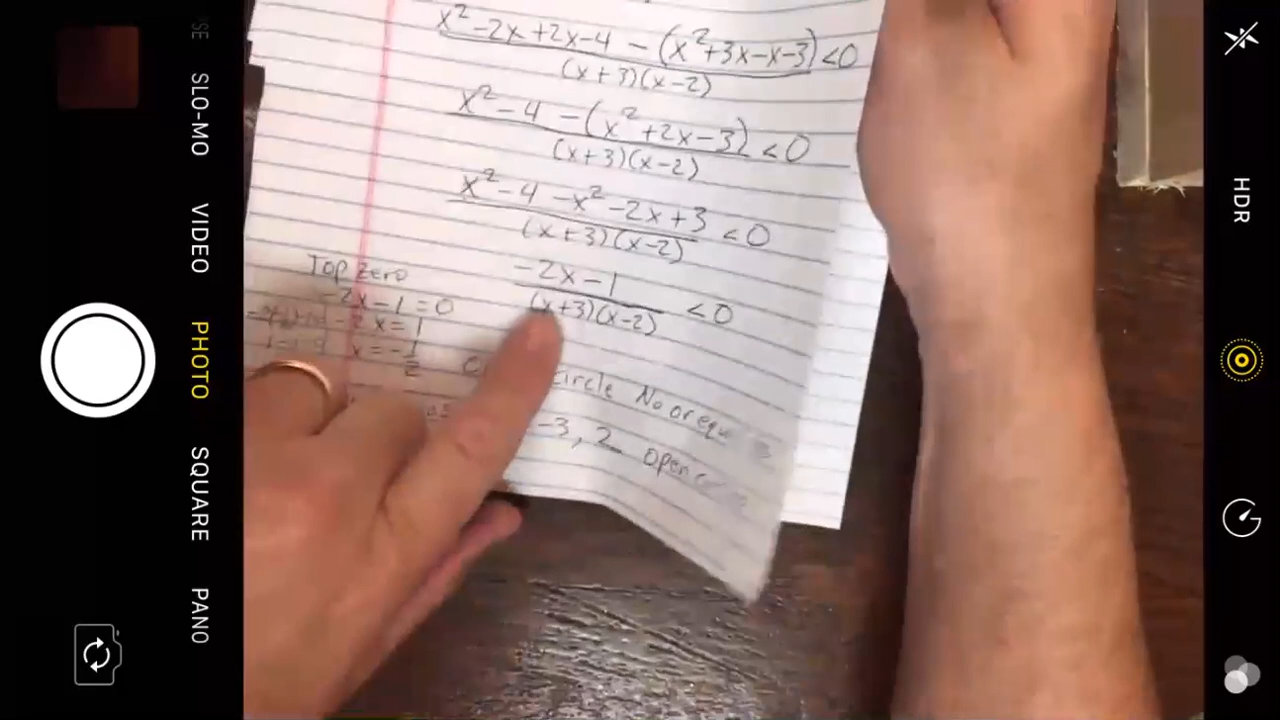 x²-2x+2x-4 - (x²+3x-x-3) <0
(x+3)(x-2)
x²-4 -(x²+2x-3) <0
(x+3)(x-2)
x²-4 -x²-2x+3 <0
(x+3)(x-2)
Top zero
-2x-1=0
-2x=1
x=-1/2
-2x-1 <0
(x+3)(x-2)
circle No or equ
-3, 2 open
SLO-MO
VIDEO
PHOTO
SQUARE
PANO
HDR